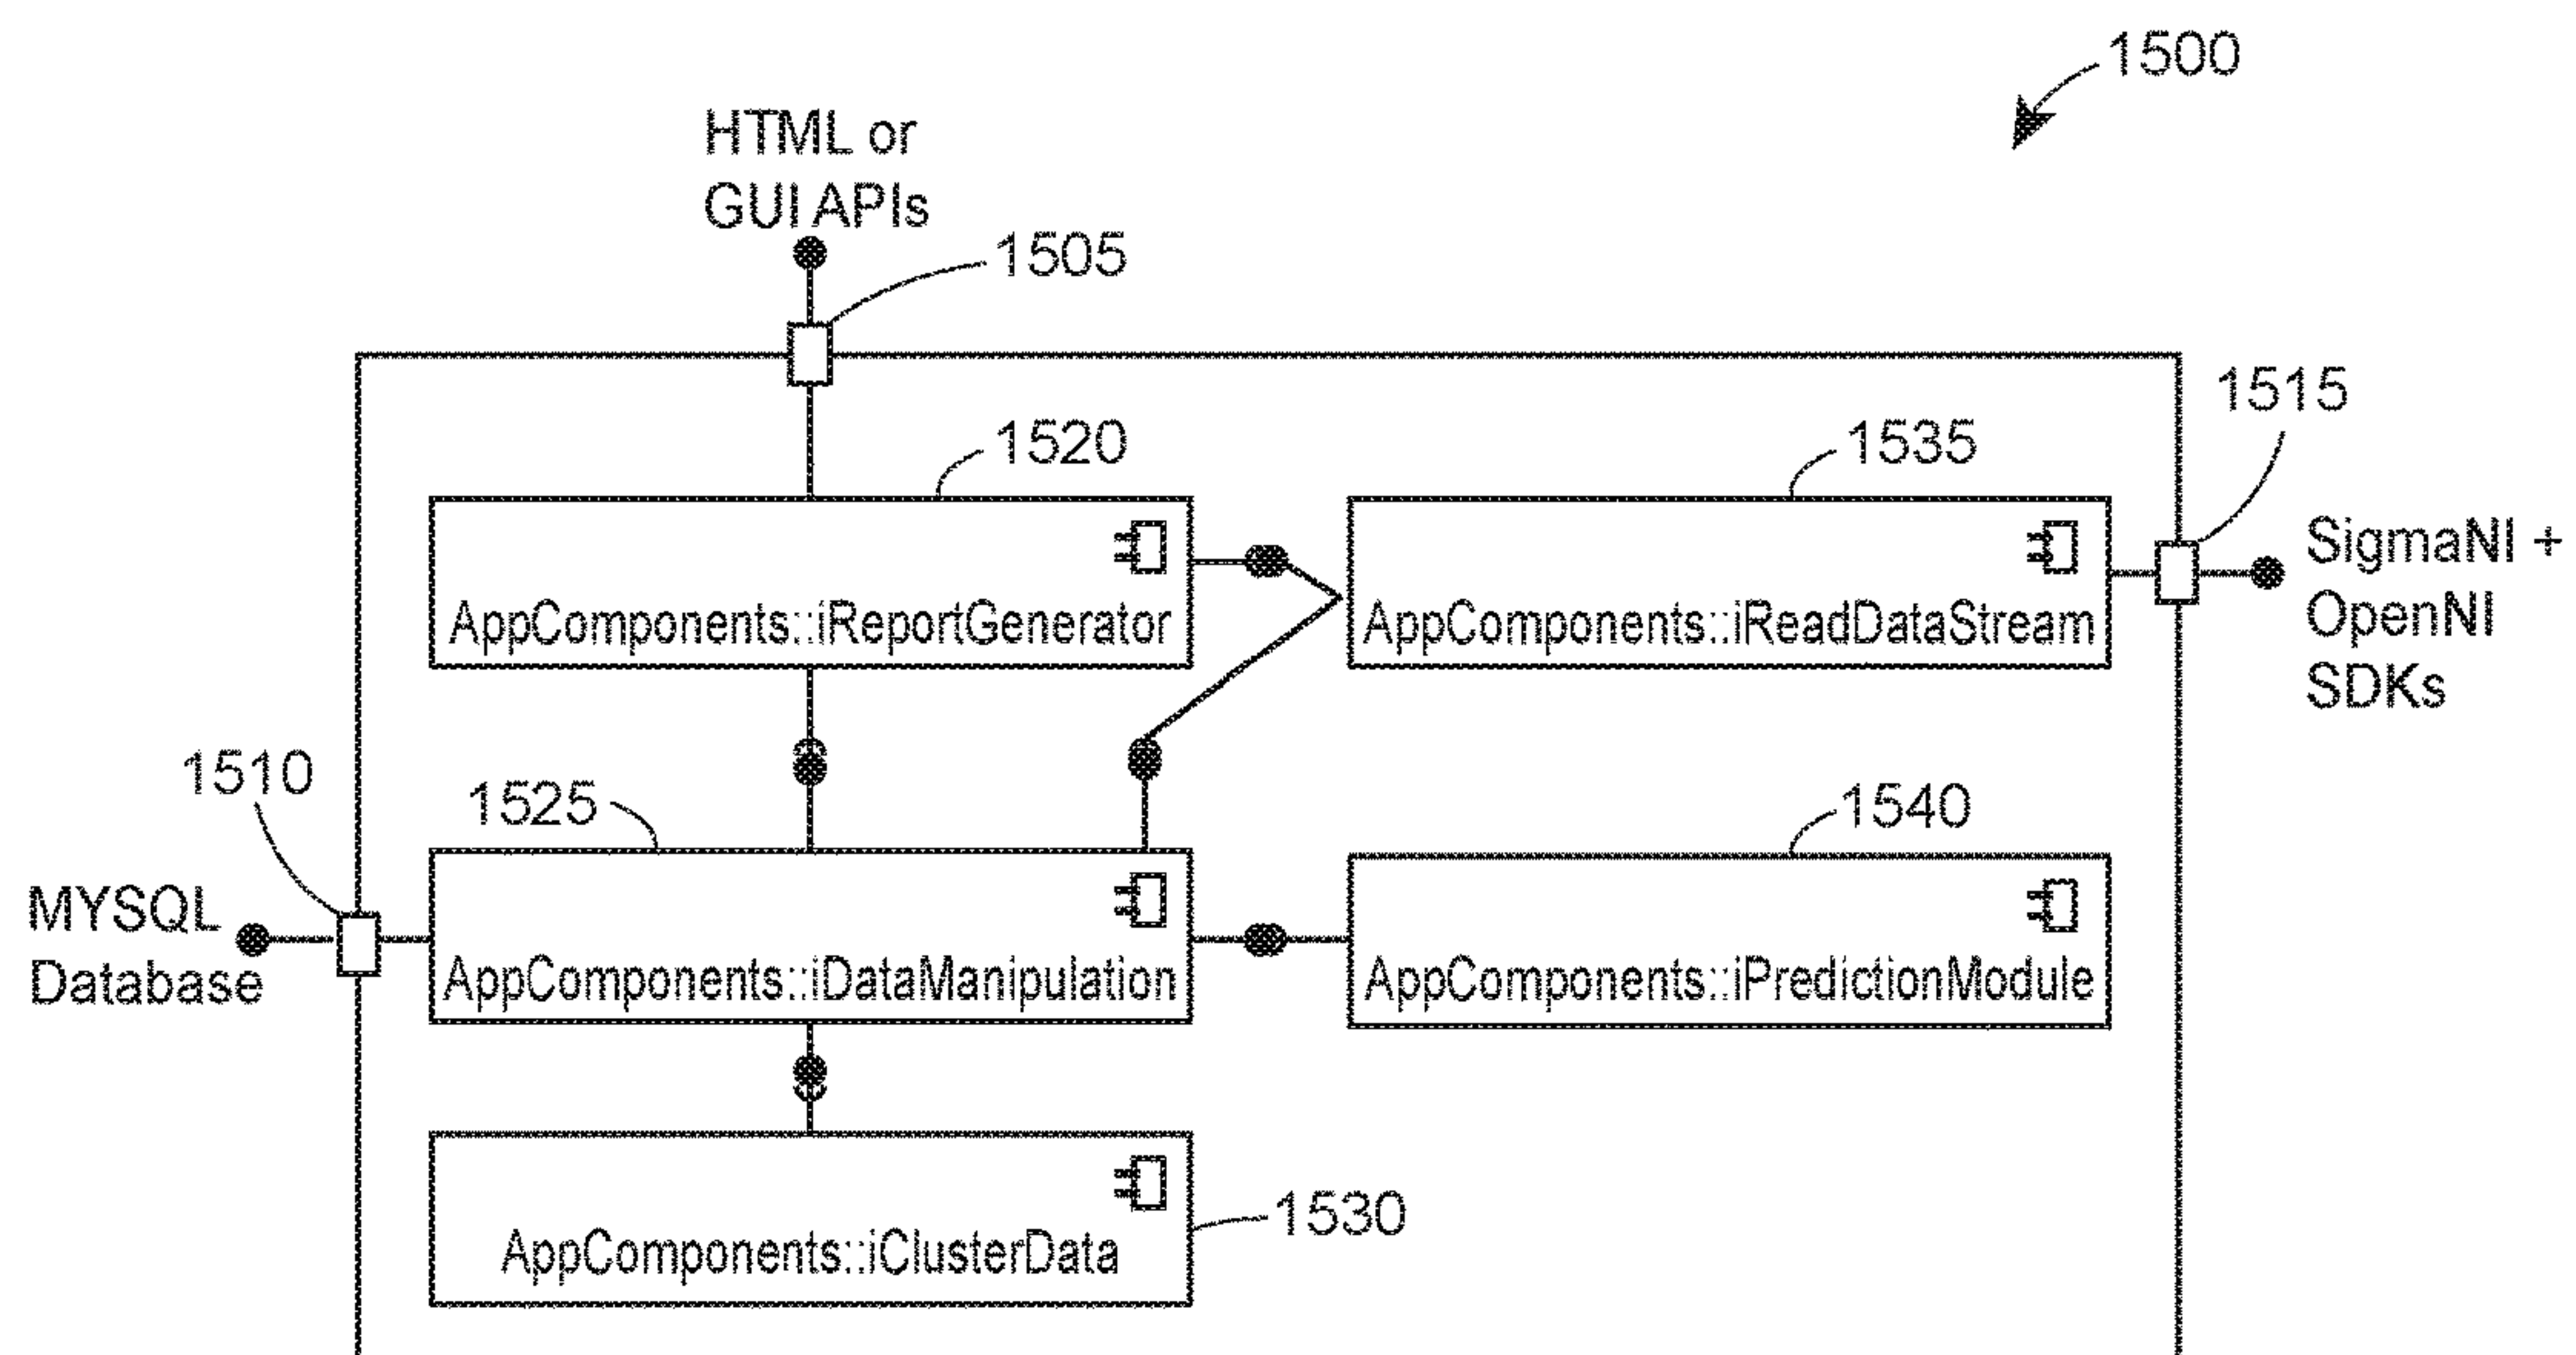 1500
HTML or
GUI APIs
1505
1515
1520
1535
SigmaNI +
OpenNI
SDKs
AppComponents::iReportGenerator
AppComponents::iReadDataStream
1510
1525
1540
MYSQL
Database
AppComponents::iDataManipulation
AppComponents::iPredictionModule
1530
AppComponents::iClusterData